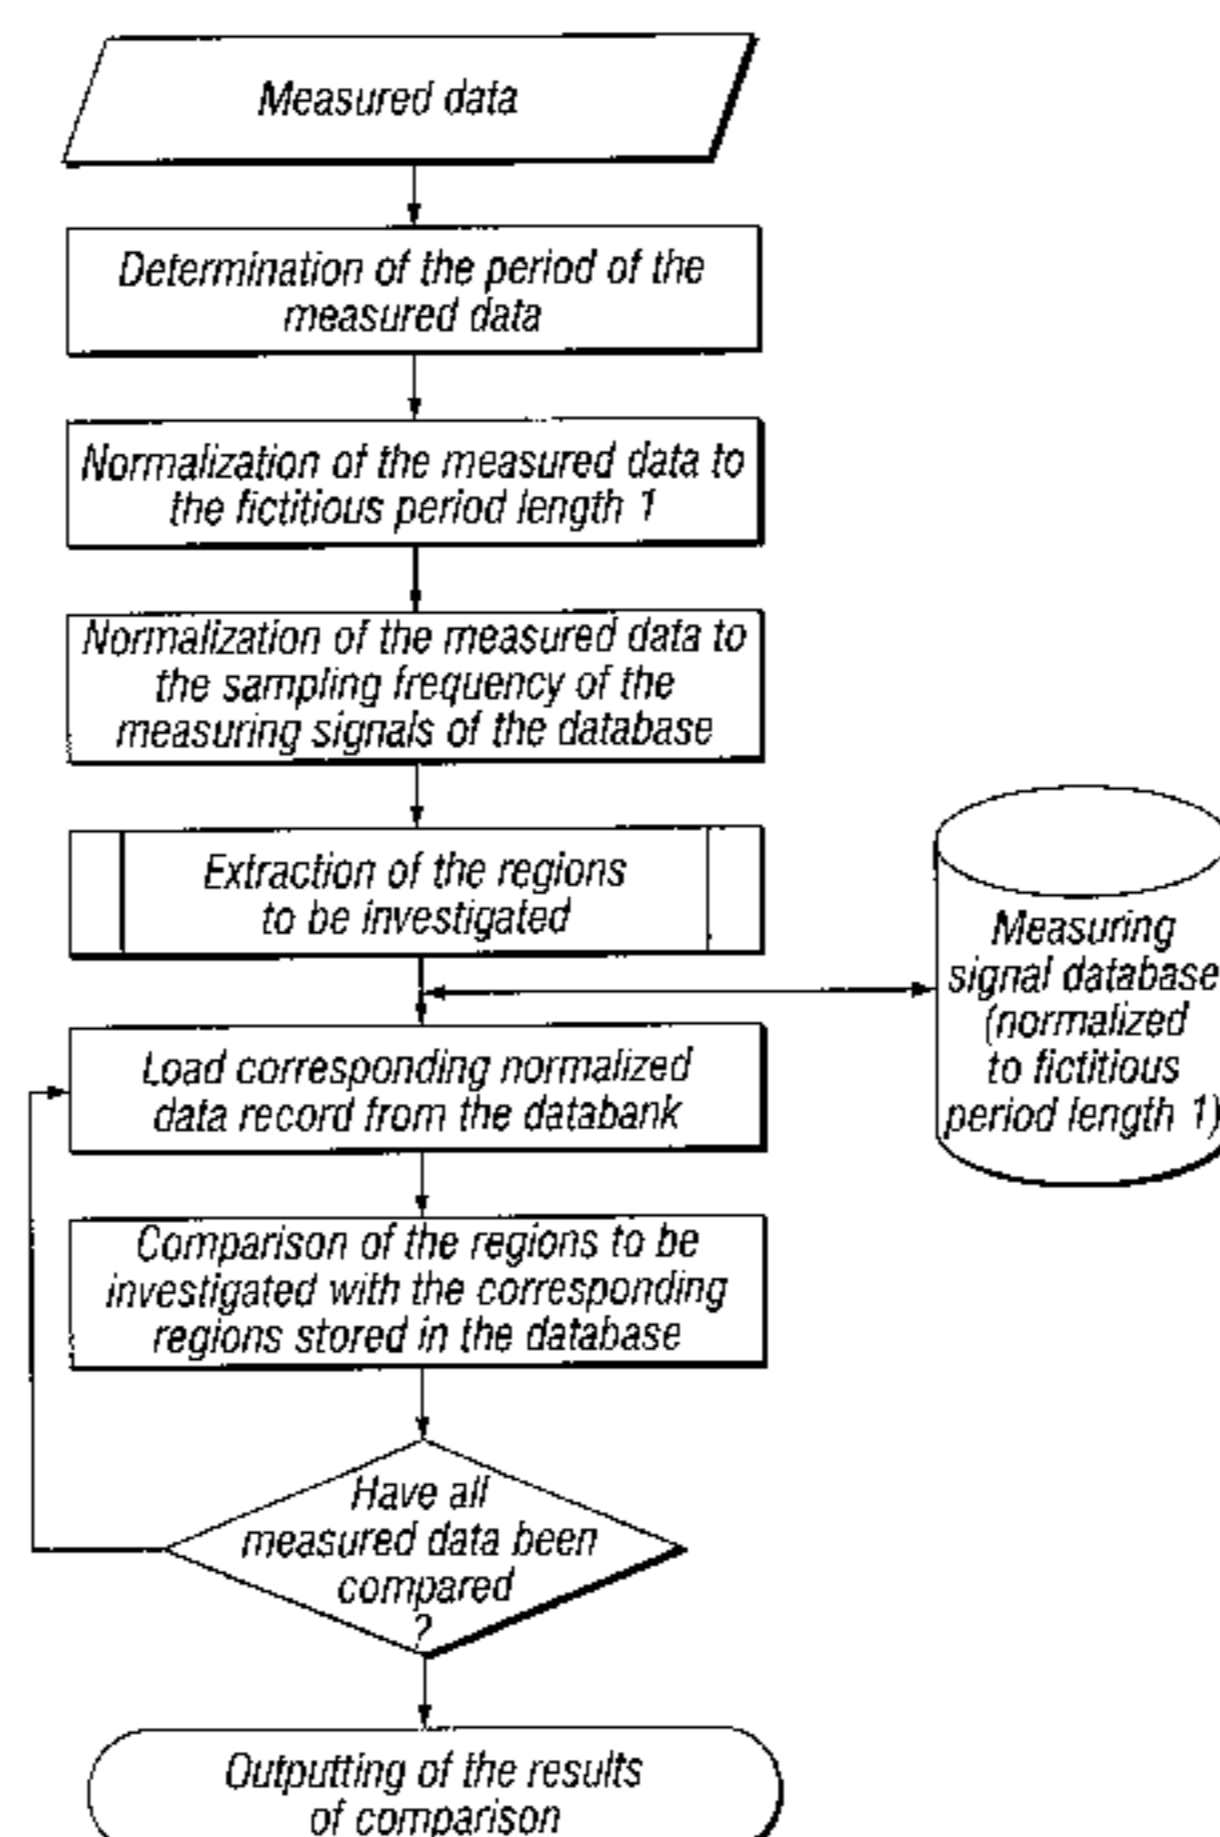 Measured data
Determination of the period of the
measured data
Normalization of the measured data to
the fictitious period length 1
Normalization of the measured data to
the sampling frequency of the
measuring signals of the database
Extraction of the regions
to be investigated
Measuring
signal database
(normalized
to fictitious
period length 1)
Load corresponding normalized
data record from the databank
Comparison of the regions to be
investigated with the corresponding
regions stored in the database
Have all
measured data been
compared
?
Outputting of the results
of comparison